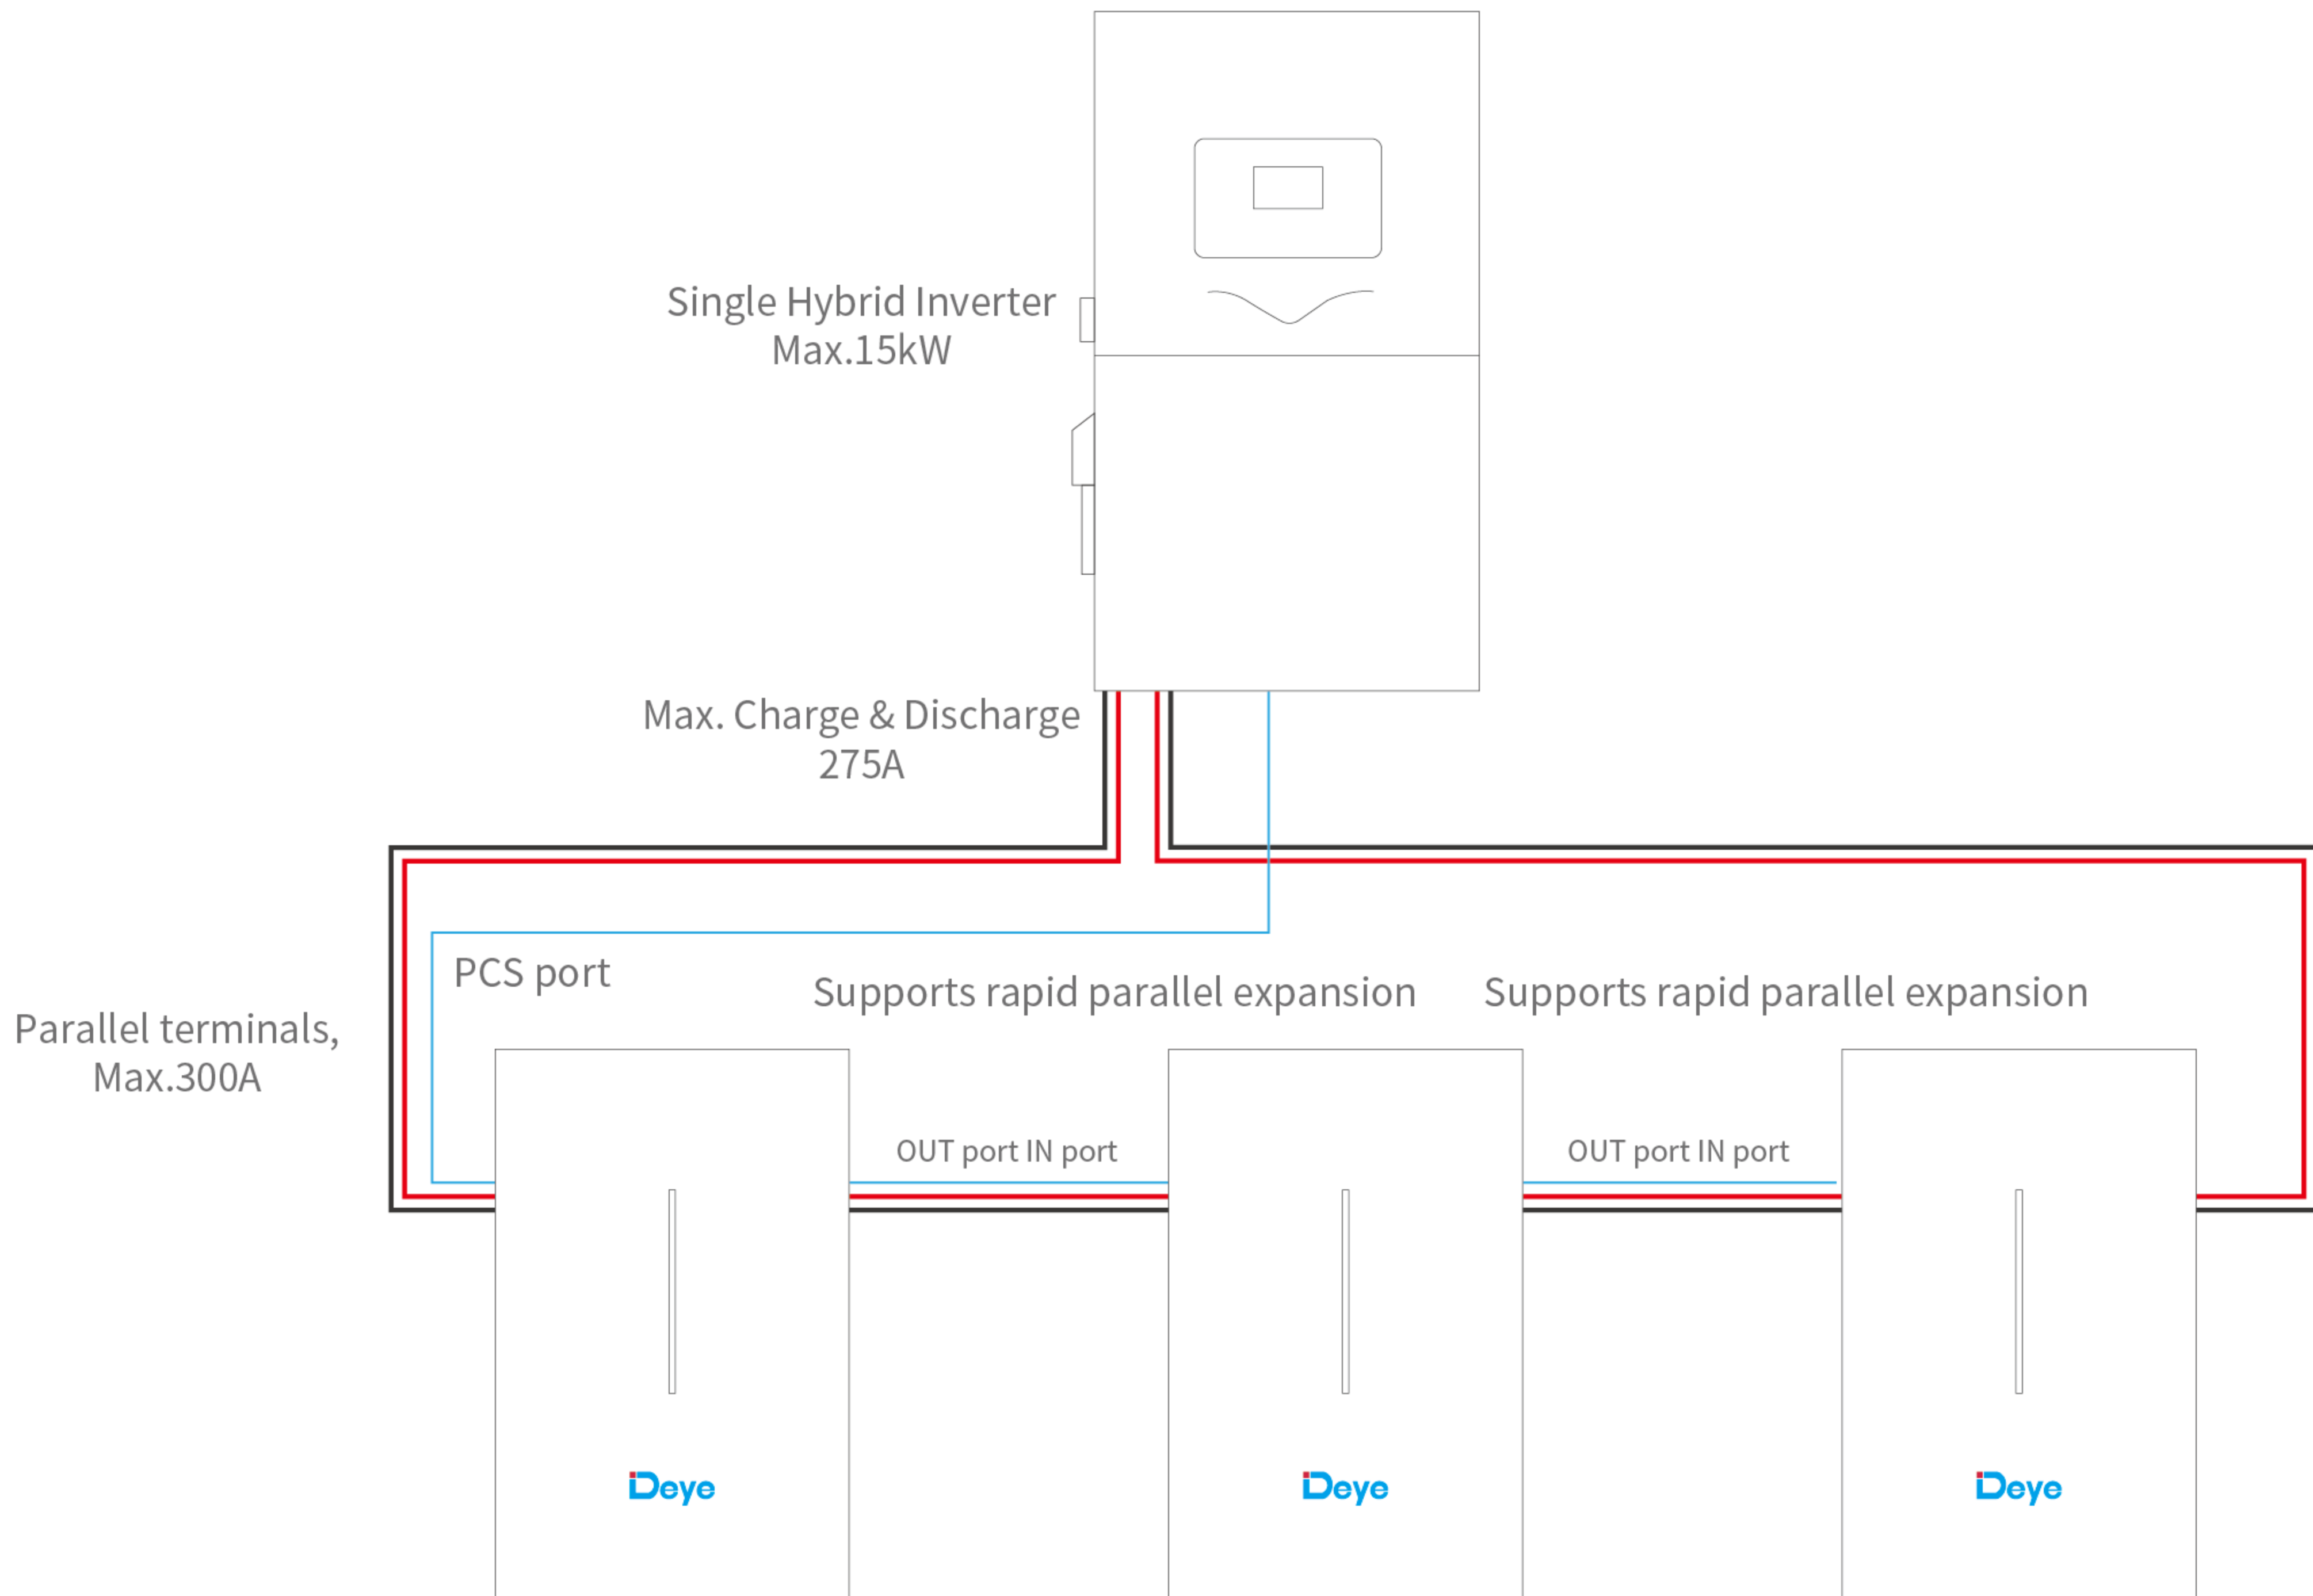 Single Hybrid Inverter
Max.15kW
Max. Charge & Discharge
275A
PCS port
Supports rapid parallel expansion
Supports rapid parallel expansion
Parallel terminals,
Max.300A
OUT port IN port
OUT port IN port
Deye
Deye
Deye